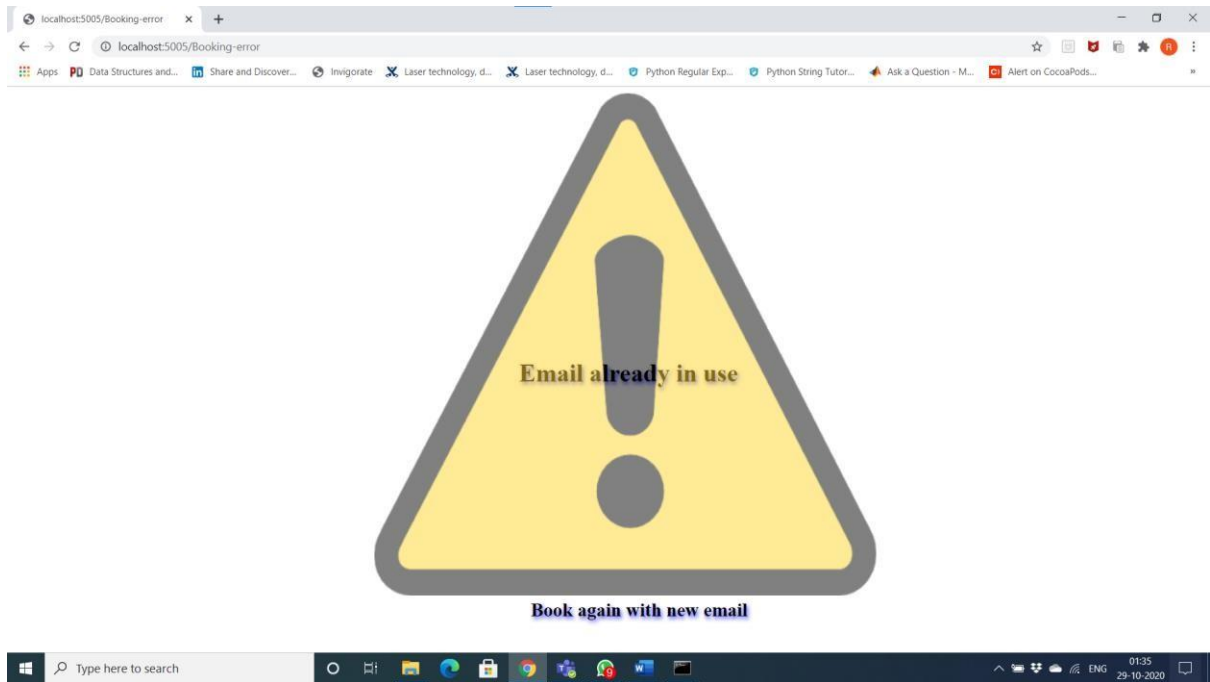 localhost:5005/Booking-error
localhost:5005/Booking-error
R
Apps
PD Data Structures and...
in Share and Discover...
Invigorate
Laser technology, d...
Laser technology, d...
Python Regular Exp...
Python String Tutor...
Ask a Question - M...
Alert on CocoaPods...
»
Email already in use
Book again with new email
Type here to search
ENG
01:35
29-10-2020